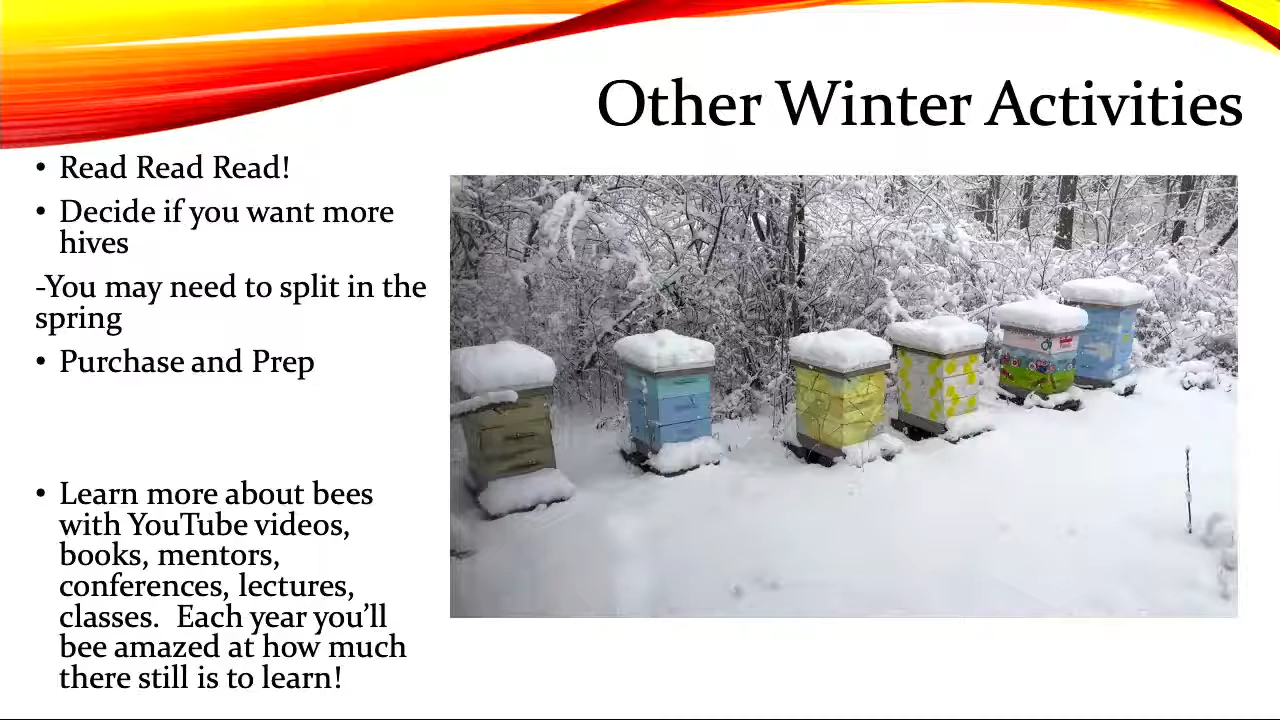 Other Winter Activities
• Read Read Read!
• Decide if you want more
hives
-You may need to split in the
spring
• Purchase and Prep
• Learn more about bees
with YouTube videos,
books, mentors,
conferences, lectures,
classes.  Each year you’ll
bee amazed at how much
there still is to learn!